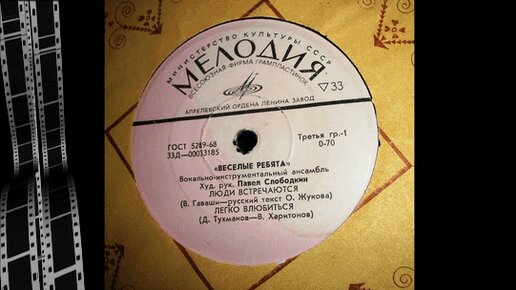 МИНИСТЕРСТВО КУЛЬТУРЫ СССР
МЕЛОДИЯ
ВСЕСОЮЗНАЯ ФИРМА ГРАМПЛАСТИНОК
33
АПРЕЛЕВСКИЙ ОРДЕНА ЛЕНИНА ЗАВОД
ГОСТ 5289-68
33Д—00033185
Третья гр.-1
0-70
«ВЕСЕЛЫЕ РЕБЯТА»
Вокально-инструментальный ансамбль
Худ. рук. Павел Слободкин
ЛЮДИ ВСТРЕЧАЮТСЯ
(В. Гаваши—русский текст О. Жукова)
ЛЕГКО ВЛЮБИТЬСЯ
(Д. Тухманов—В. Харитонов)